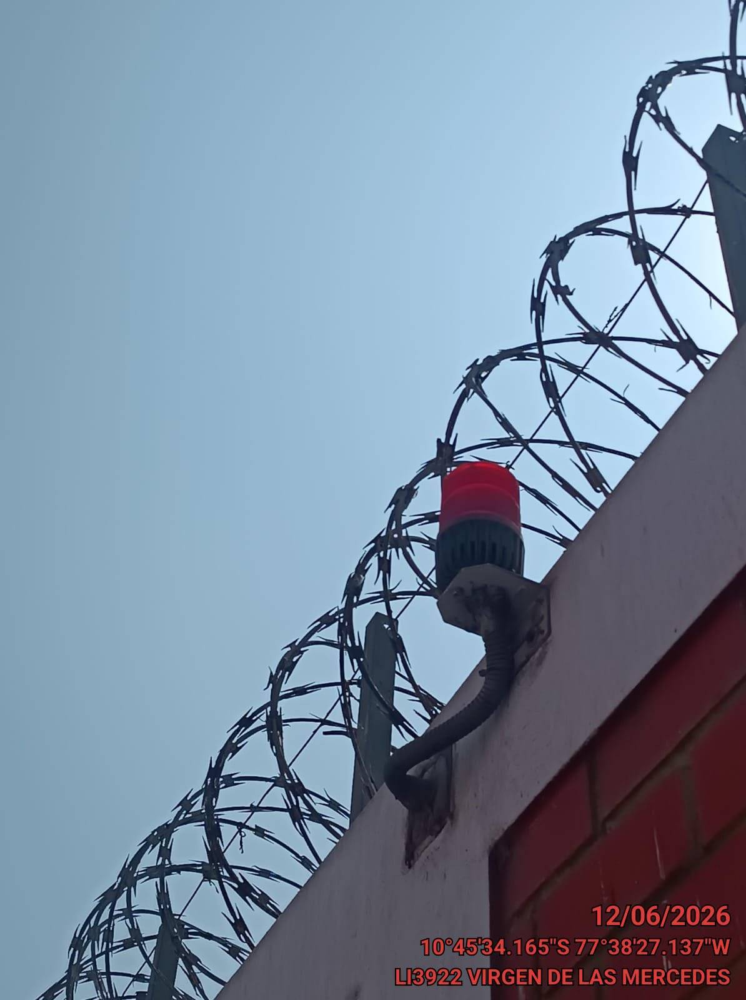 12/06/2026
10°45'34.165"S 77°38'27.137"W
LI3922 VIRGEN DE LAS MERCEDES